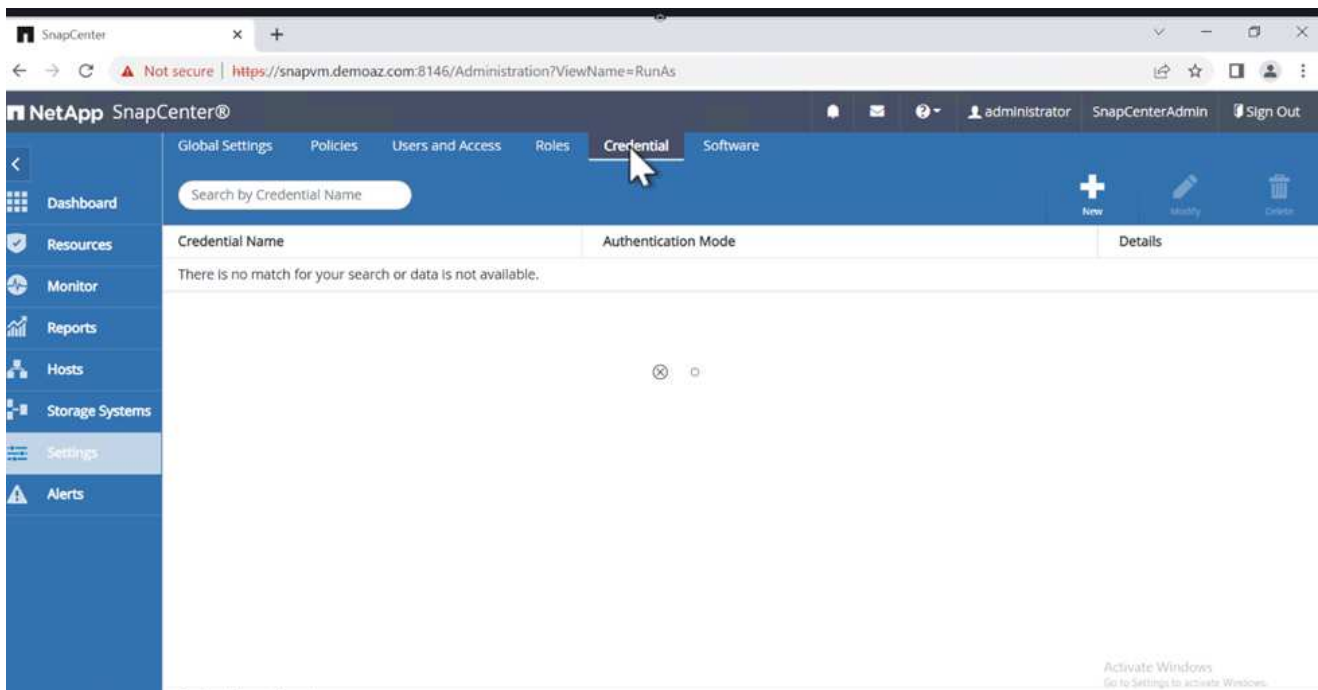 SnapCenter
Not secure | https://snapvm.demoaz.com:8146/Administration?ViewName=RunAs
NetApp SnapCenter®
administrator SnapCenterAdmin Sign Out
Global Settings Policies Users and Access Roles Credential Software
Search by Credential Name
New Modify Delete
Dashboard
Resources
Monitor
Reports
Hosts
Storage Systems
Settings
Alerts
Credential Name Authentication Mode Details
There is no match for your search or data is not available.
Activate Windows
Go to Settings to activate Windows.